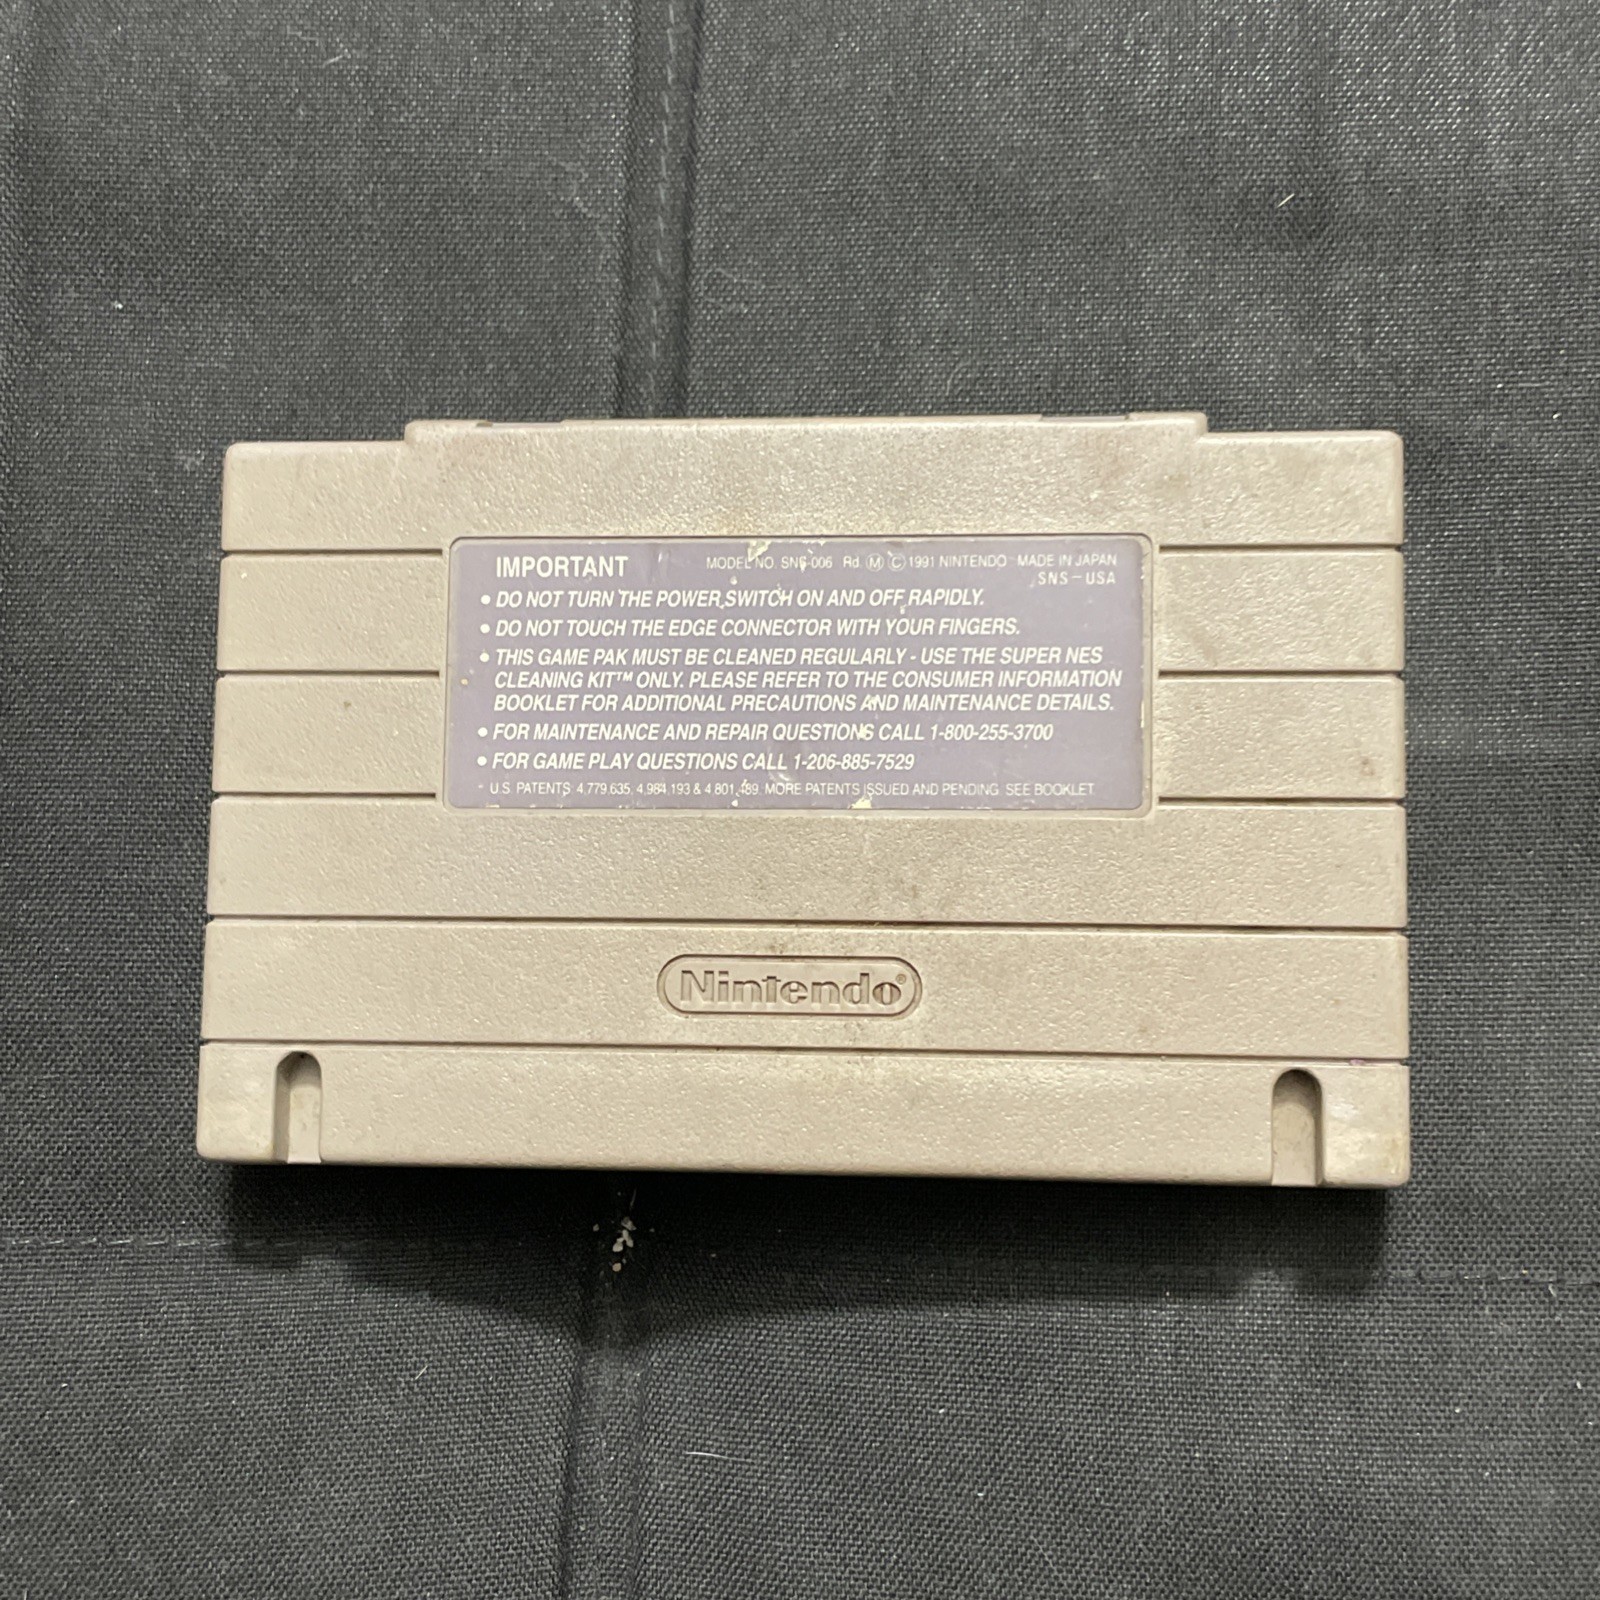 IMPORTANT MODEL NO. SNS-006 Rd. Ⓜ Ⓒ 1991 NINTENDO MADE IN JAPAN
SNS-USA
• DO NOT TURN THE POWER SWITCH ON AND OFF RAPIDLY.
• DO NOT TOUCH THE EDGE CONNECTOR WITH YOUR FINGERS.
• THIS GAME PAK MUST BE CLEANED REGULARLY - USE THE SUPER NES
CLEANING KIT™ ONLY. PLEASE REFER TO THE CONSUMER INFORMATION
BOOKLET FOR ADDITIONAL PRECAUTIONS AND MAINTENANCE DETAILS.
• FOR MAINTENANCE AND REPAIR QUESTIONS CALL 1-800-255-3700
• FOR GAME PLAY QUESTIONS CALL 1-206-885-7529
U.S. PATENTS 4,779,635, 4,984,193 & 4,801,489. MORE PATENTS ISSUED AND PENDING. SEE BOOKLET.
Nintendo®